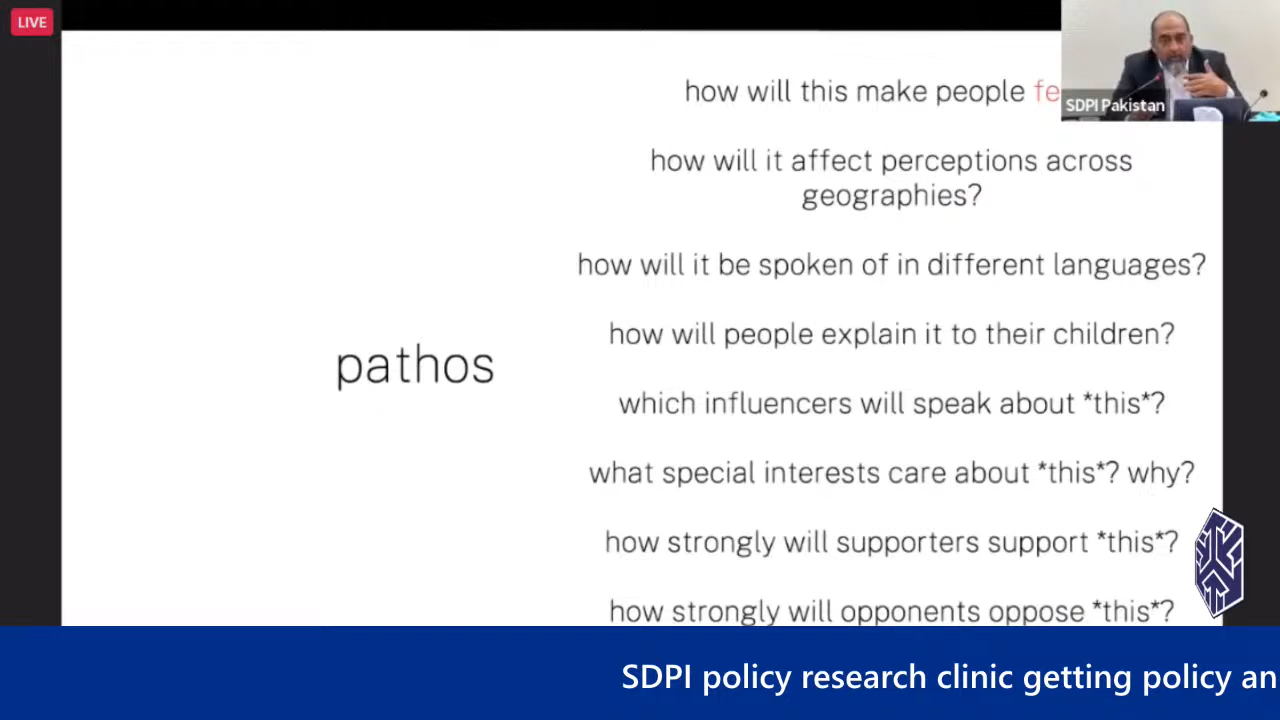 LIVE
how will this make people fe
SDPI Pakistan
how will it affect perceptions across
geographies?
how will it be spoken of in different languages?
how will people explain it to their children?
pathos
which influencers will speak about *this*?
what special interests care about *this*? why?
how strongly will supporters support *this*?
how strongly will opponents oppose *this*?
SDPI policy research clinic getting policy an